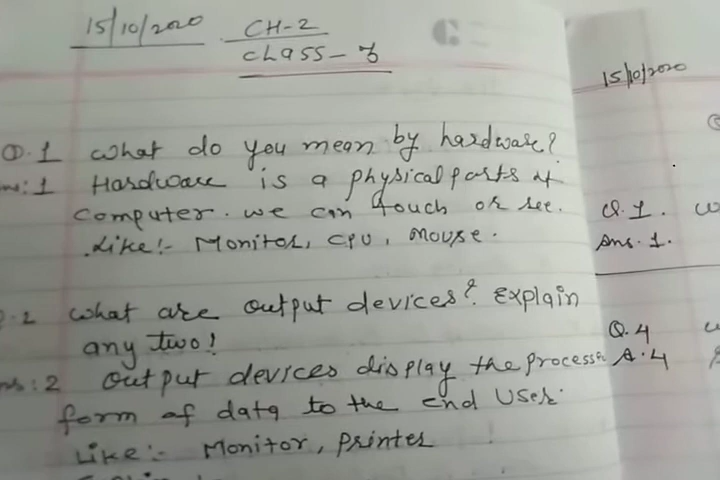 15/10/2020 CH-2
Class-3
Q.1 What do you mean by hardware?
Ans:1 Hardware is a physical parts of
computer. we can touch or see.
Like:- Monitor, CPU, Mouse.
Q.2 What are output devices? Explain
any two!
Ans:2 Output devices display the processe
form of data to the end User.
Like:- Monitor, Printer
15/10/2020
Q.1.
Ans.1.
Q.4
A.4